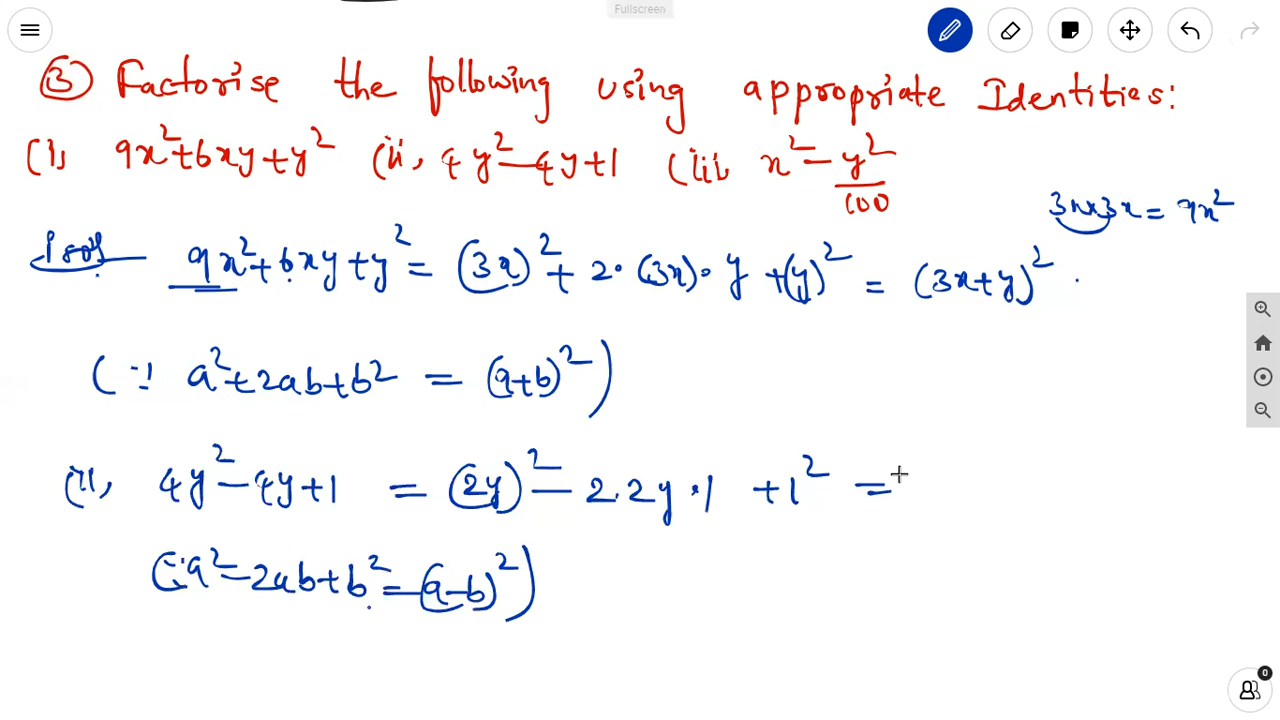 Fullscreen
③ Factorise the following using appropriate Identities:
(i, 9x²+6xy+y² (ii, 4y²-4y+1 (iii, x²-y²/100
3x×3x = 9x²
9x²+6xy+y² = (3x)²+2·(3x)·y+(y)² = (3x+y)².
(∵ a²+2ab+b² = (a+b)²)
(ii, 4y²-4y+1 = (2y)²-2.2y·1+1² =
(∵a²-2ab+b²=(a-b)²)
0